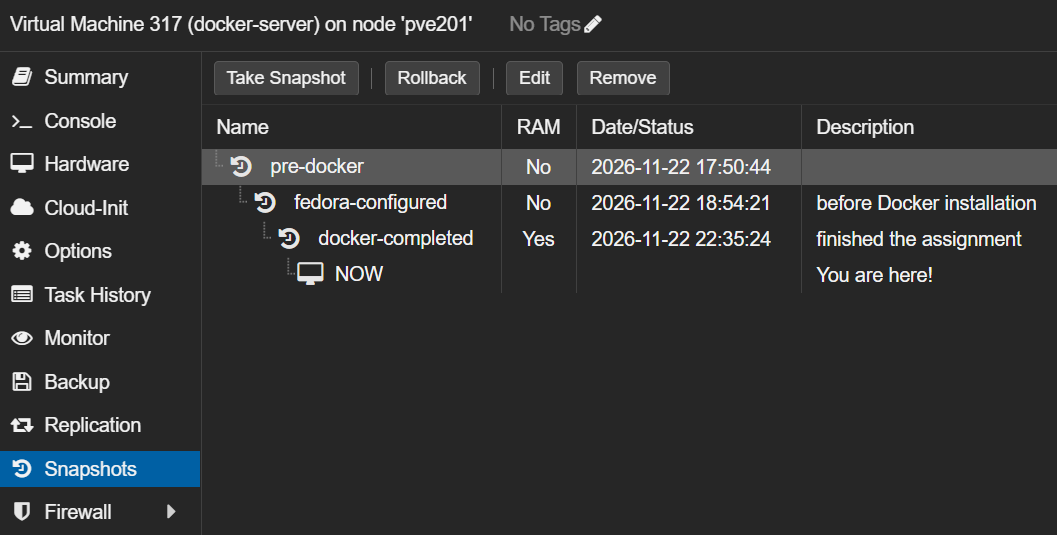 Virtual Machine 317 (docker-server) on node 'pve201' No Tags
Summary
Console
Hardware
Cloud-Init
Options
Task History
Monitor
Backup
Replication
Snapshots
Firewall
Take Snapshot Rollback Edit Remove
Name RAM Date/Status Description
pre-docker No 2026-11-22 17:50:44
fedora-configured No 2026-11-22 18:54:21 before Docker installation
docker-completed Yes 2026-11-22 22:35:24 finished the assignment
NOW You are here!